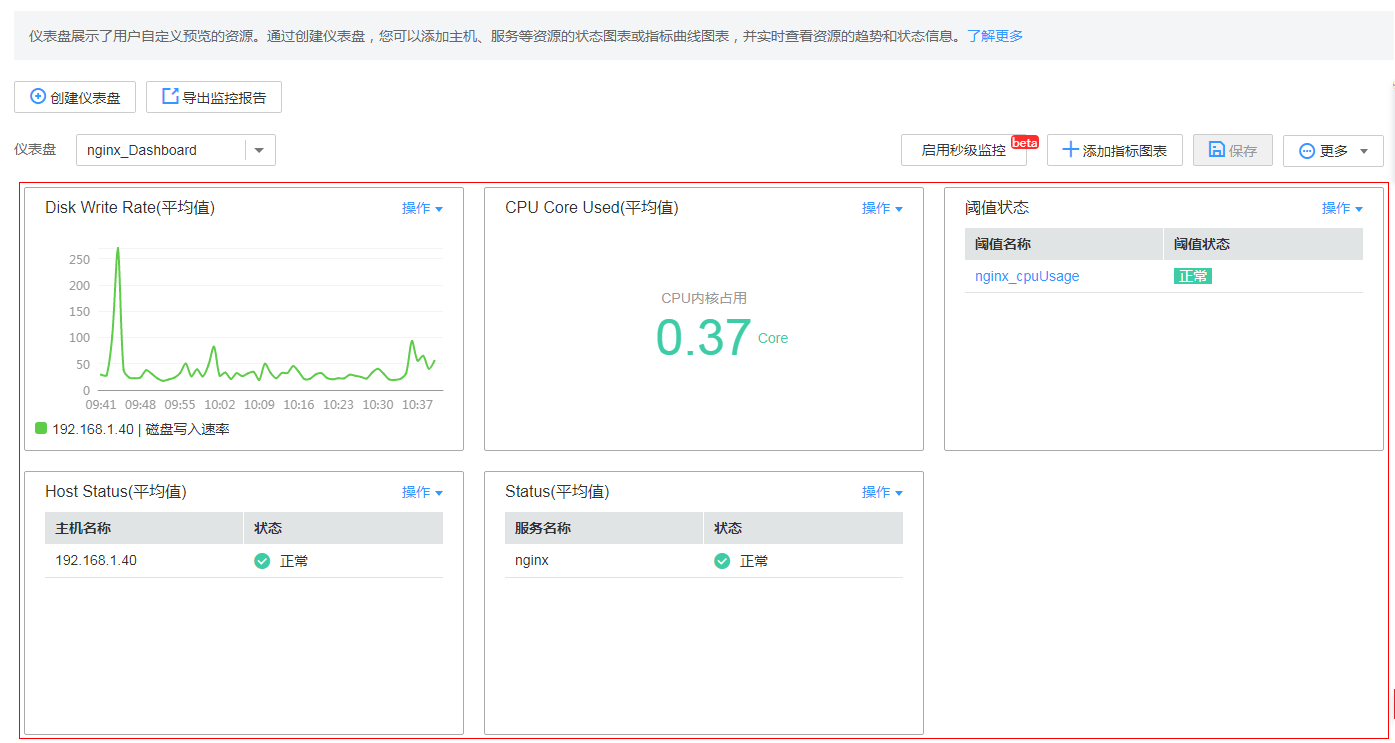 仪表盘展示了用户自定义预览的资源。通过创建仪表盘，您可以添加主机、服务等资源的状态图表或指标曲线图表，并实时查看资源的趋势和状态信息。了解更多
创建仪表盘 导出监控报告
仪表盘 nginx_Dashboard 启用秒级监控 beta 添加指标图表 保存 更多
Disk Write Rate(平均值) 操作
250
200
150
100
50
0
09:41 09:48 09:55 10:02 10:09 10:16 10:23 10:30 10:37
192.168.1.40 | 磁盘写入速率
CPU Core Used(平均值) 操作
CPU内核占用
0.37 Core
阈值状态 操作
阈值名称 阈值状态
nginx_cpuUsage 正常
Host Status(平均值) 操作
主机名称 状态
192.168.1.40 正常
Status(平均值) 操作
服务名称 状态
nginx 正常